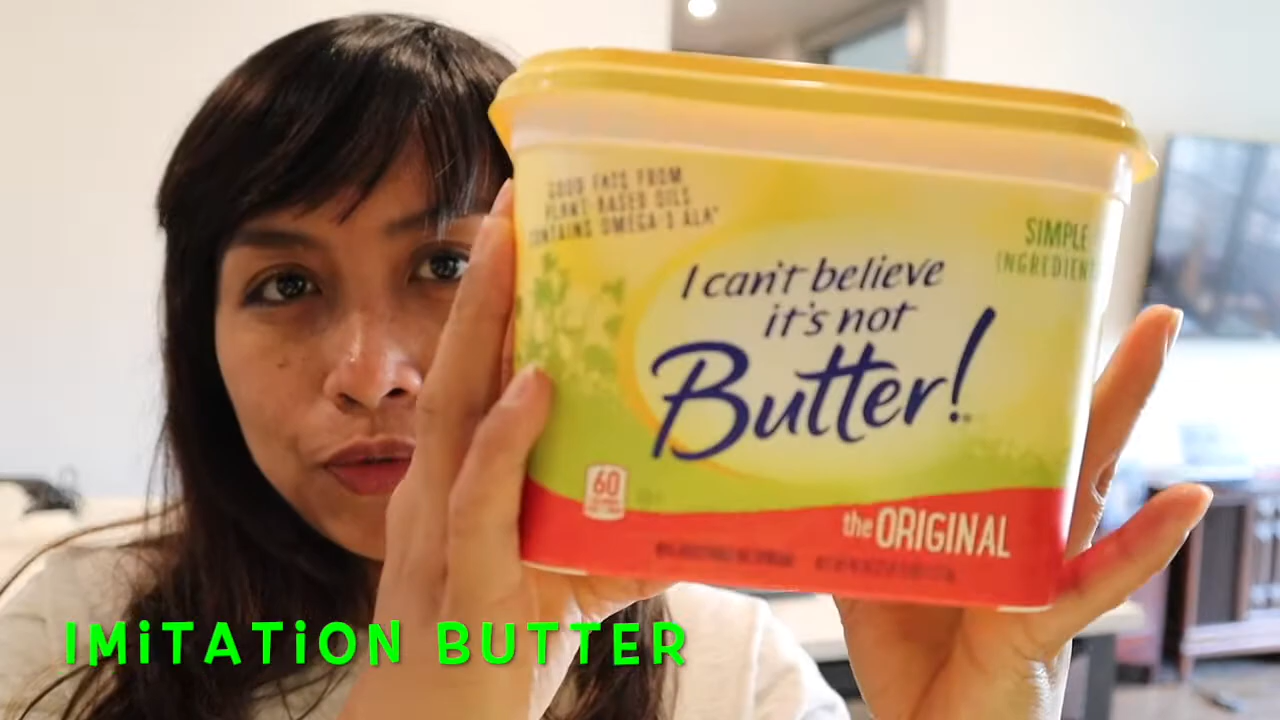 GOOD FATS FROM
PLANT-BASED OILS
CONTAINS OMEGA-3 ALA*
SIMPLE
INGREDIENT
I can't believe
it's not
Butter!
60
the ORIGINAL
IMiTATiON BUTTER